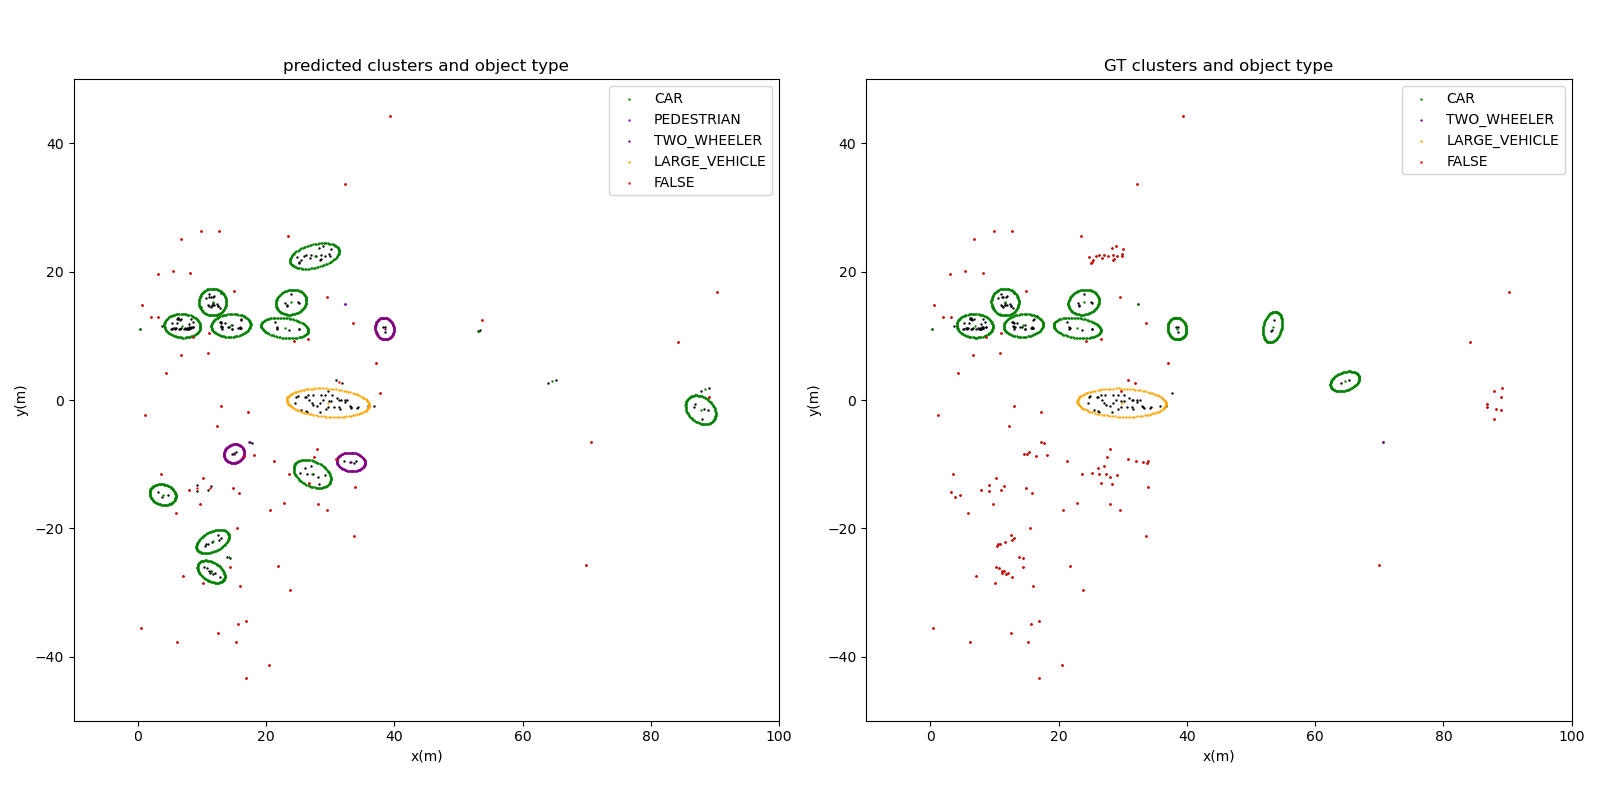 predicted clusters and object type
CAR
PEDESTRIAN
TWO_WHEELER
LARGE_VEHICLE
FALSE
40
20
0
−20
−40
y(m)
0
20
40
60
80
100
x(m)
GT clusters and object type
CAR
TWO_WHEELER
LARGE_VEHICLE
FALSE
40
20
0
−20
−40
y(m)
0
20
40
60
80
100
x(m)